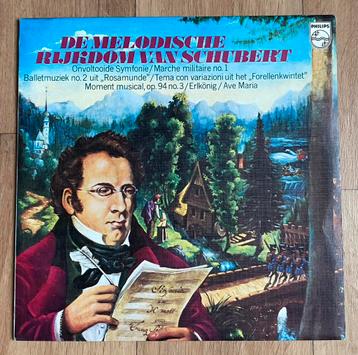 DE MELODISCHE
RIJKDOM VAN SCHUBERT
Onvoltooide Symfonie/Marche militaire no.1
Balletmuziek no.2 uit „Rosamunde”/Tema con variazioni uit het „Forellenkwintet”
Moment musical, op.94 no.3/Erlkönig/Ave Maria
PHILIPS